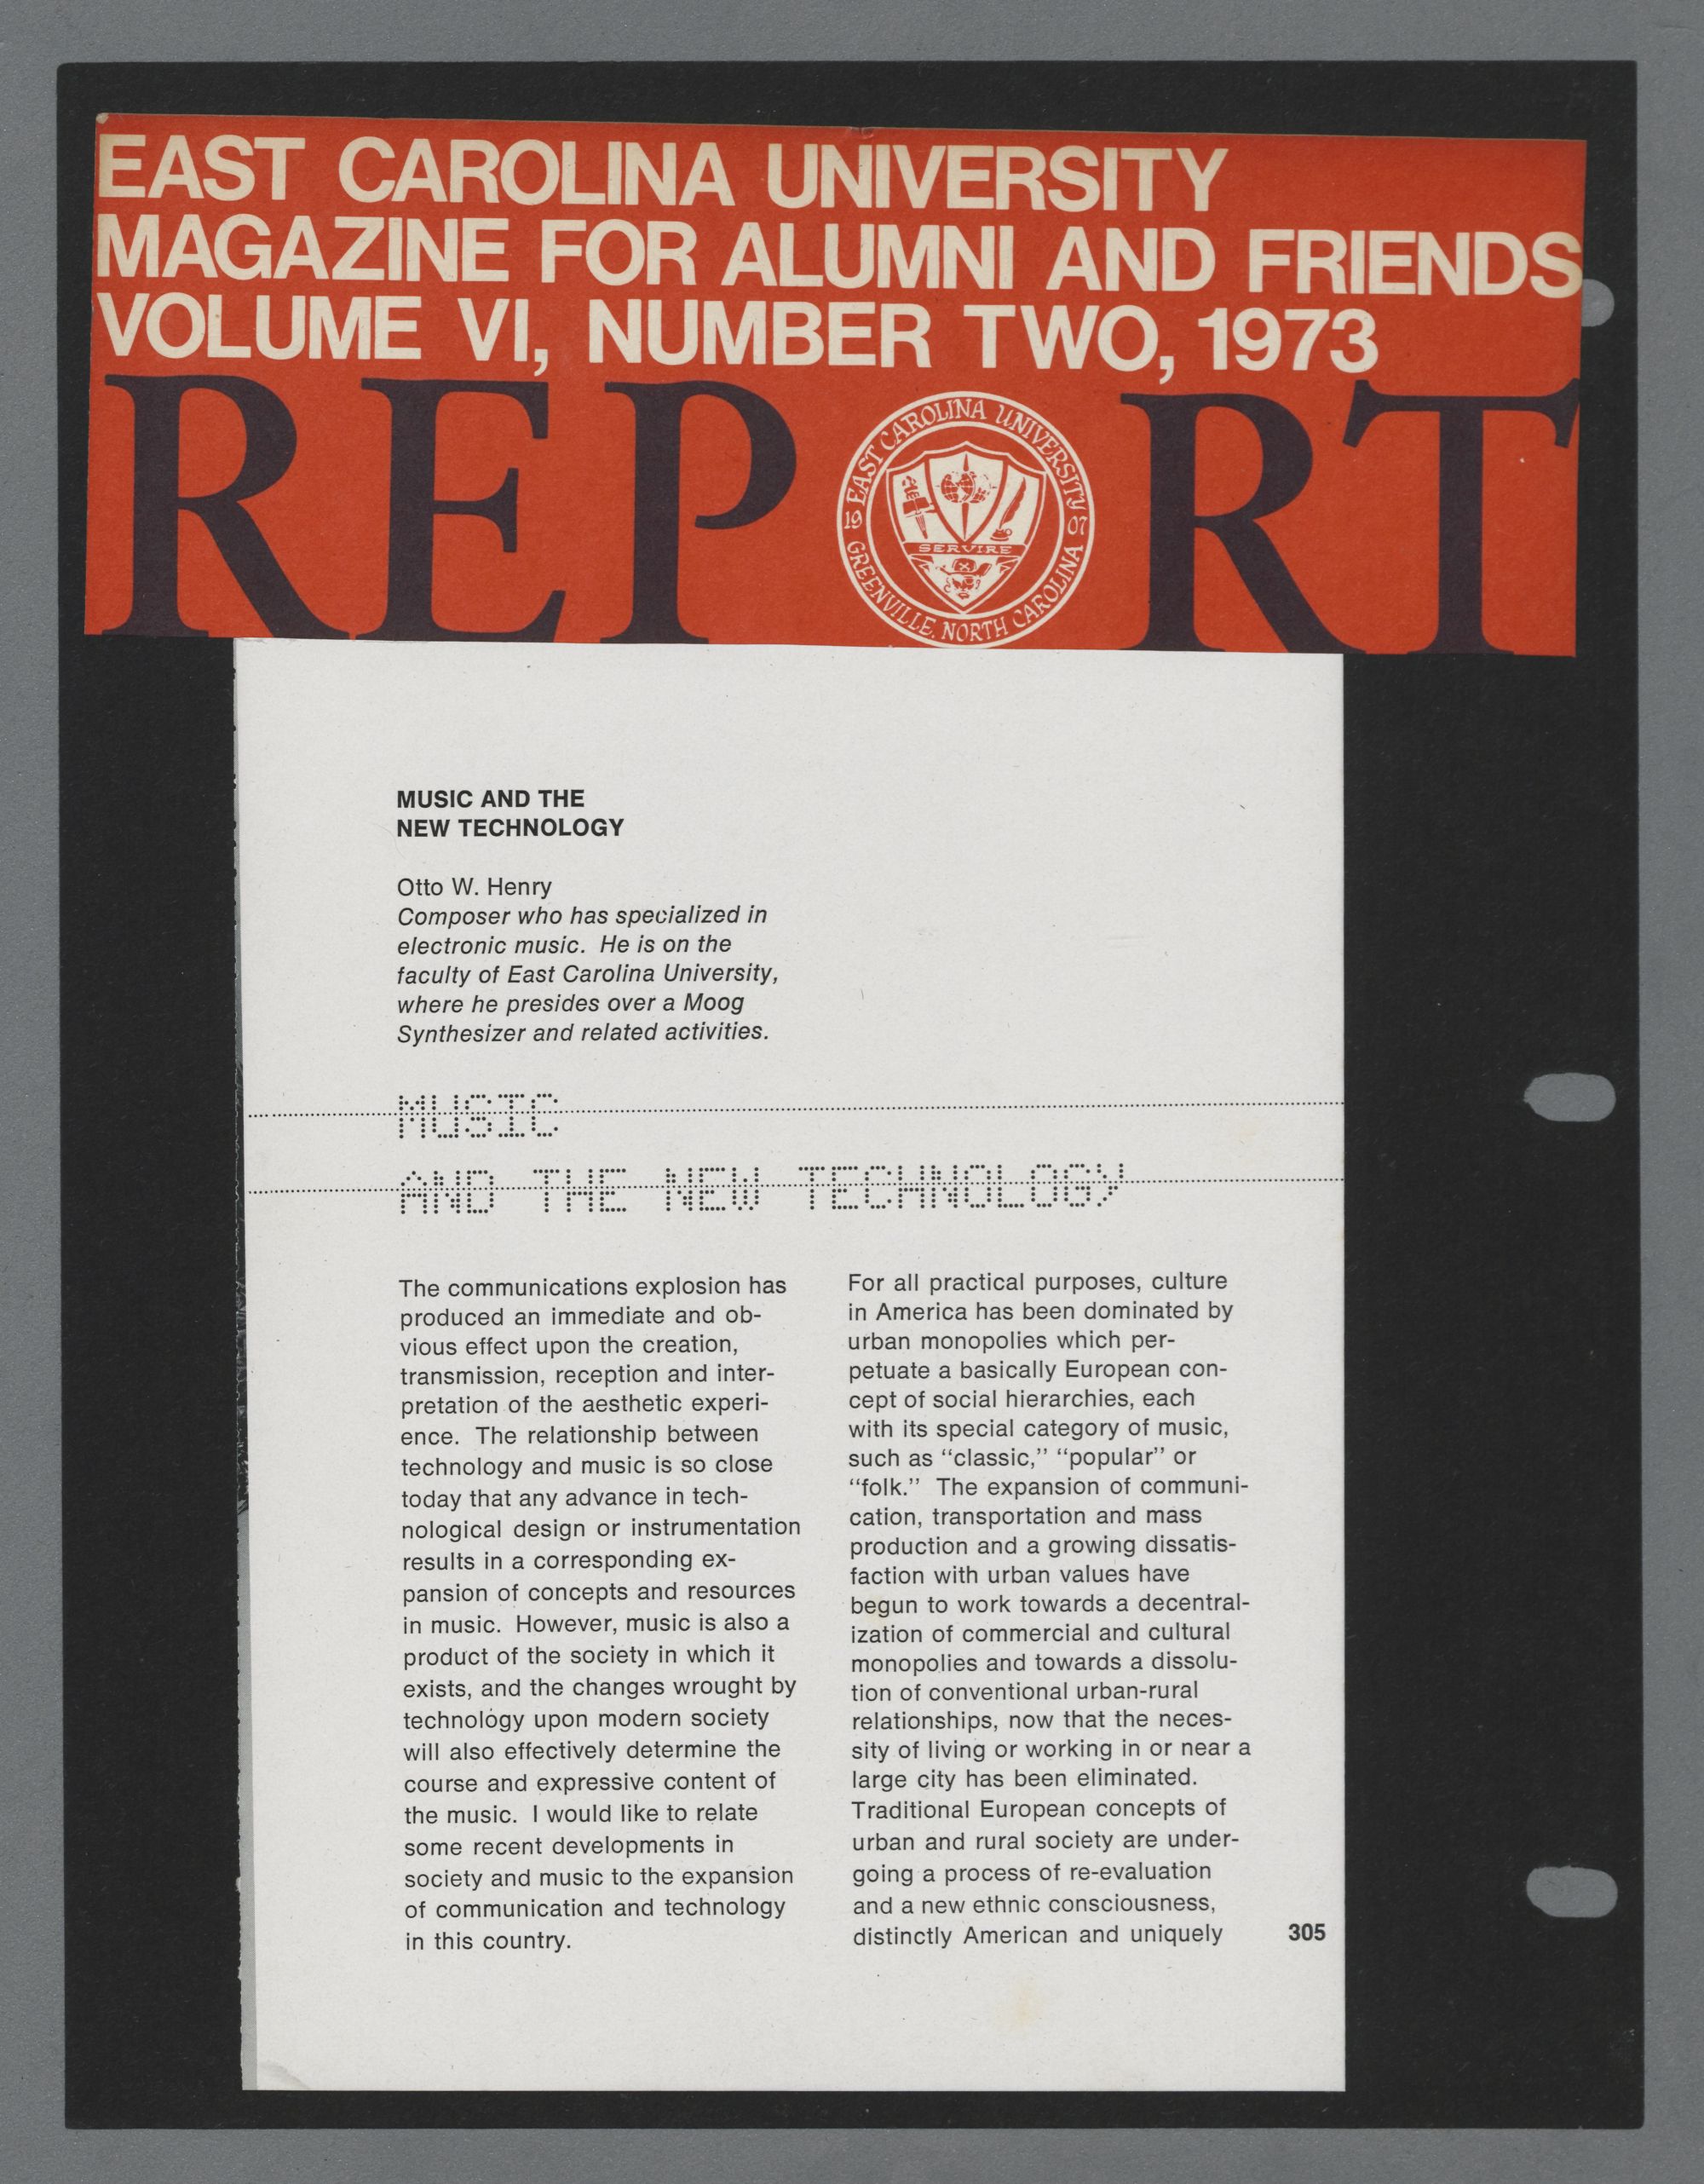 EAST CAROLINA UNIVERSITY
MAGAZINE FOR ALUMNI AND FRIENDS
VOLUME VI, NUMBER TWO, 1973
REPORT
EAST CAROLINA UNIVERSITY
19 07
SERVIRE
GREENVILLE, NORTH CAROLINA
MUSIC AND THE
NEW TECHNOLOGY
Otto W. Henry
Composer who has specialized in
electronic music. He is on the
faculty of East Carolina University,
where he presides over a Moog
Synthesizer and related activities.
MUSIC
AND THE NEW TECHNOLOGY
The communications explosion has
produced an immediate and ob-
vious effect upon the creation,
transmission, reception and inter-
pretation of the aesthetic experi-
ence. The relationship between
technology and music is so close
today that any advance in tech-
nological design or instrumentation
results in a corresponding ex-
pansion of concepts and resources
in music. However, music is also a
product of the society in which it
exists, and the changes wrought by
technology upon modern society
will also effectively determine the
course and expressive content of
the music. I would like to relate
some recent developments in
society and music to the expansion
of communication and technology
in this country.
For all practical purposes, culture
in America has been dominated by
urban monopolies which per-
petuate a basically European con-
cept of social hierarchies, each
with its special category of music,
such as “classic,” “popular” or
“folk.” The expansion of communi-
cation, transportation and mass
production and a growing dissatis-
faction with urban values have
begun to work towards a decentral-
ization of commercial and cultural
monopolies and towards a dissolu-
tion of conventional urban-rural
relationships, now that the neces-
sity of living or working in or near a
large city has been eliminated.
Traditional European concepts of
urban and rural society are under-
going a process of re-evaluation
and a new ethnic consciousness,
distinctly American and uniquely
305